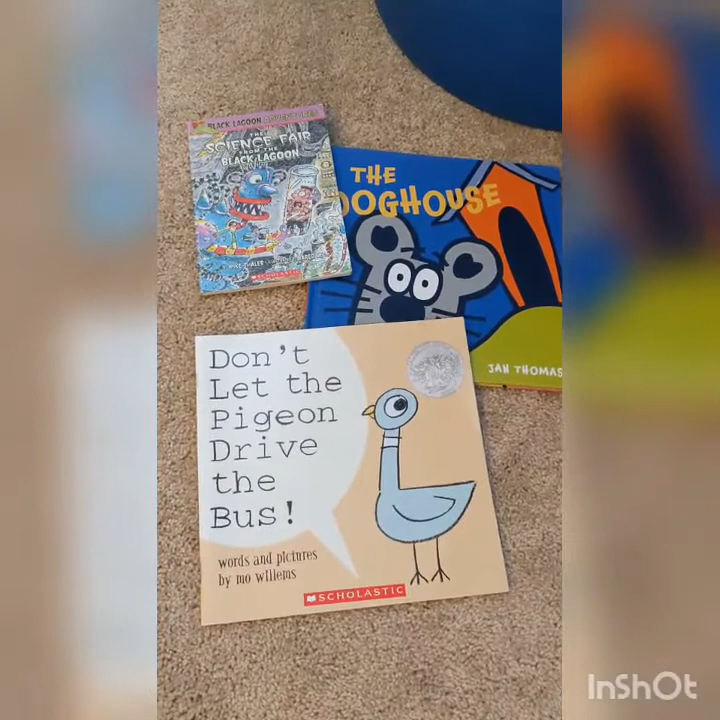 BLACK LAGOON ADVENTURES
THE
SCIENCE FAIR
FROM THE
BLACK LAGOON
SCHOLASTIC
THE
DOGHOUSE
JAN THOMAS
Don't
Let the
Pigeon
Drive
the
Bus!
words and pictures
by mo willems
SCHOLASTIC
InShOt